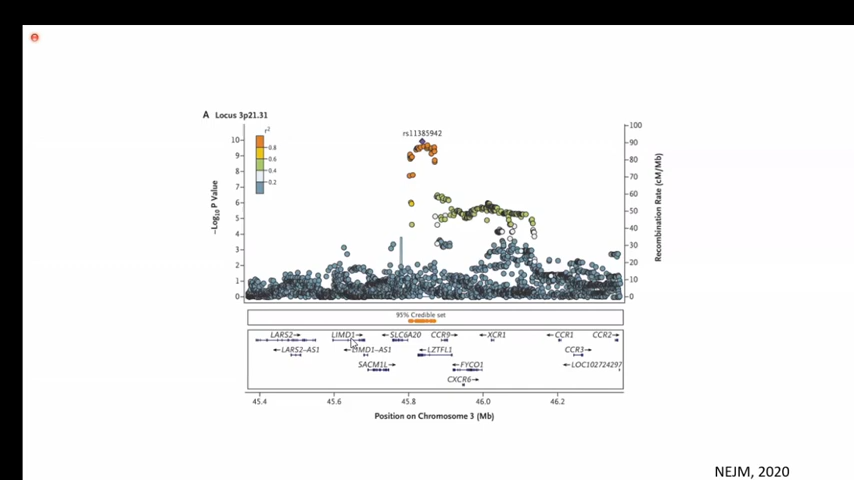 A Locus 3p21.31
rs11385942
r²
0.8
0.6
0.4
0.2
10
9
8
7
6
5
4
3
2
1
0
100
90
80
70
60
50
40
30
20
10
0
−Log₁₀ P Value
Recombination Rate (cM/Mb)
95% Credible set
LARS2→ LIMD1→ ←SLC6A20 CCR9→ ←XCR1 CCR1 CCR2→
←LARS2–AS1 ←LIMD1–AS1 ←LZTFL1 CCR3→
SACM1L→ ←FYCO1 ←LOC102724297
CXCR6→
45.4 45.6 45.8 46.0 46.2
Position on Chromosome 3 (Mb)
NEJM, 2020